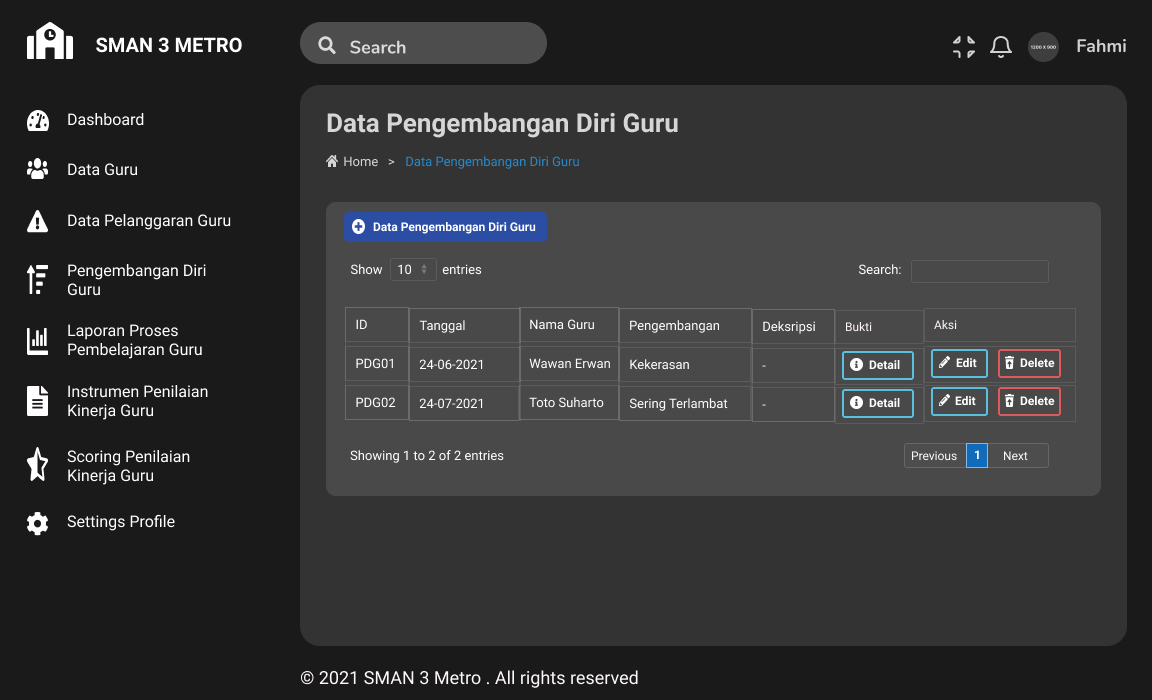 SMAN 3 METRO
Search
1200 x 900
Fahmi
Dashboard
Data Guru
Data Pelanggaran Guru
Pengembangan Diri
Guru
Laporan Proses
Pembelajaran Guru
Instrumen Penilaian
Kinerja Guru
Scoring Penilaian
Kinerja Guru
Settings Profile
Data Pengembangan Diri Guru
Home > Data Pengembangan Diri Guru
Data Pengembangan Diri Guru
Show 10 entries
Search:
ID Tanggal Nama Guru Pengembangan Deksripsi Bukti Aksi
PDG01 24-06-2021 Wawan Erwan Kekerasan - Detail Edit Delete
PDG02 24-07-2021 Toto Suharto Sering Terlambat - Detail Edit Delete
Showing 1 to 2 of 2 entries
Previous 1 Next
© 2021 SMAN 3 Metro . All rights reserved